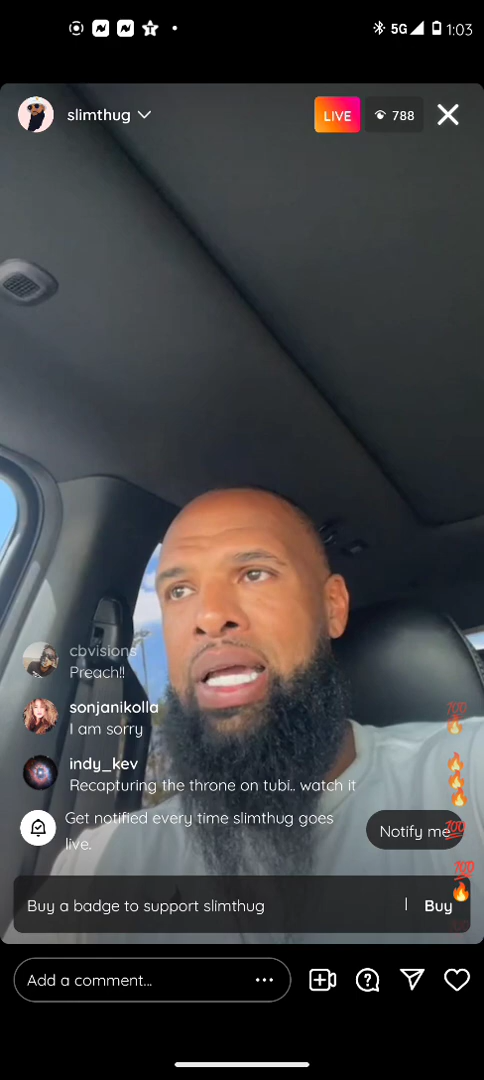 5G 1:03
slimthug LIVE 788
cbvisions
Preach!!
sonjanikolla
I am sorry
indy_kev
Recapturing the throne on tubi.. watch it
Get notified every time slimthug goes
live.
Notify me
Buy a badge to support slimthug Buy
Add a comment...